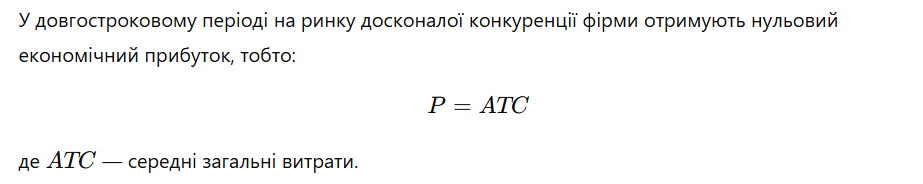 У довгостроковому періоді на ринку досконалої конкуренції фірми отримують нульовий
економічний прибуток, тобто:
P = ATC
де ATC — середні загальні витрати.